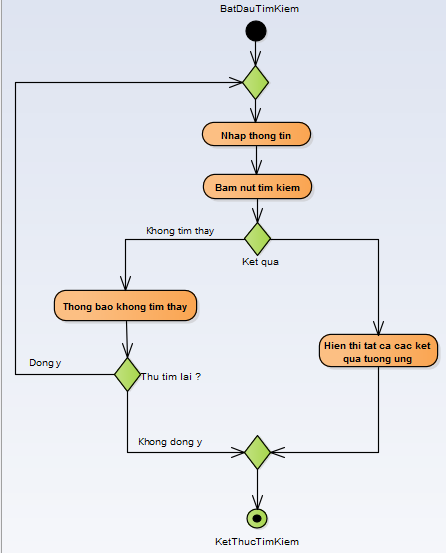 BatDauTimKiem
Nhap thong tin
Bam nut tim kiem
Khong tim thay
Ket qua
Thong bao khong tim thay
Hien thi tat ca cac ket
qua tuong ung
Dong y
Thu tim lai ?
Khong dong y
KetThucTimKiem